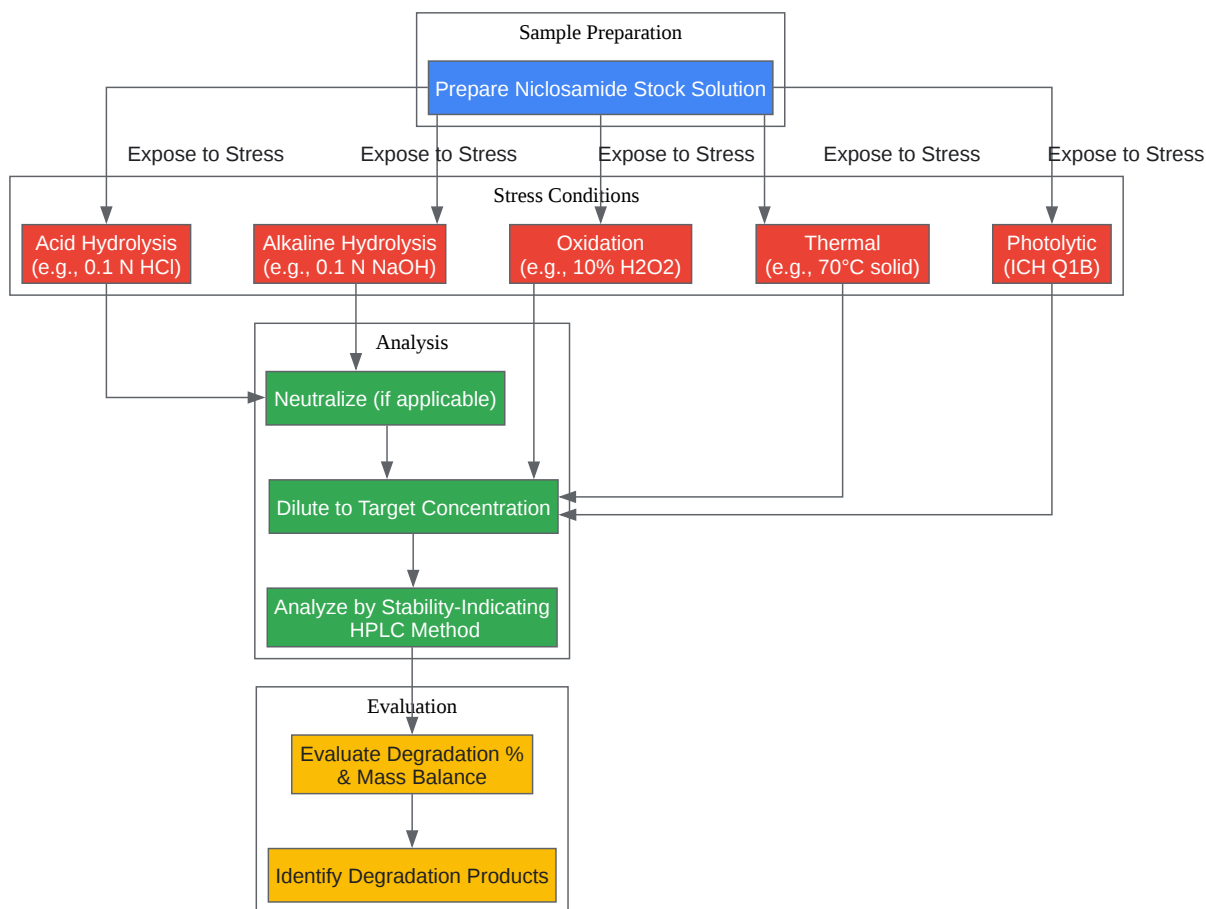 Sample Preparation
Prepare Niclosamide Stock Solution
Expose to Stress
Expose to Stress
Expose to Stress
Expose to Stress
Expose to Stress
Stress Conditions
Acid Hydrolysis
(e.g., 0.1 N HCl)
Alkaline Hydrolysis
(e.g., 0.1 N NaOH)
Oxidation
(e.g., 10% H2O2)
Thermal
(e.g., 70°C solid)
Photolytic
(ICH Q1B)
Analysis
Neutralize (if applicable)
Dilute to Target Concentration
Analyze by Stability-Indicating
HPLC Method
Evaluation
Evaluate Degradation %
& Mass Balance
Identify Degradation Products